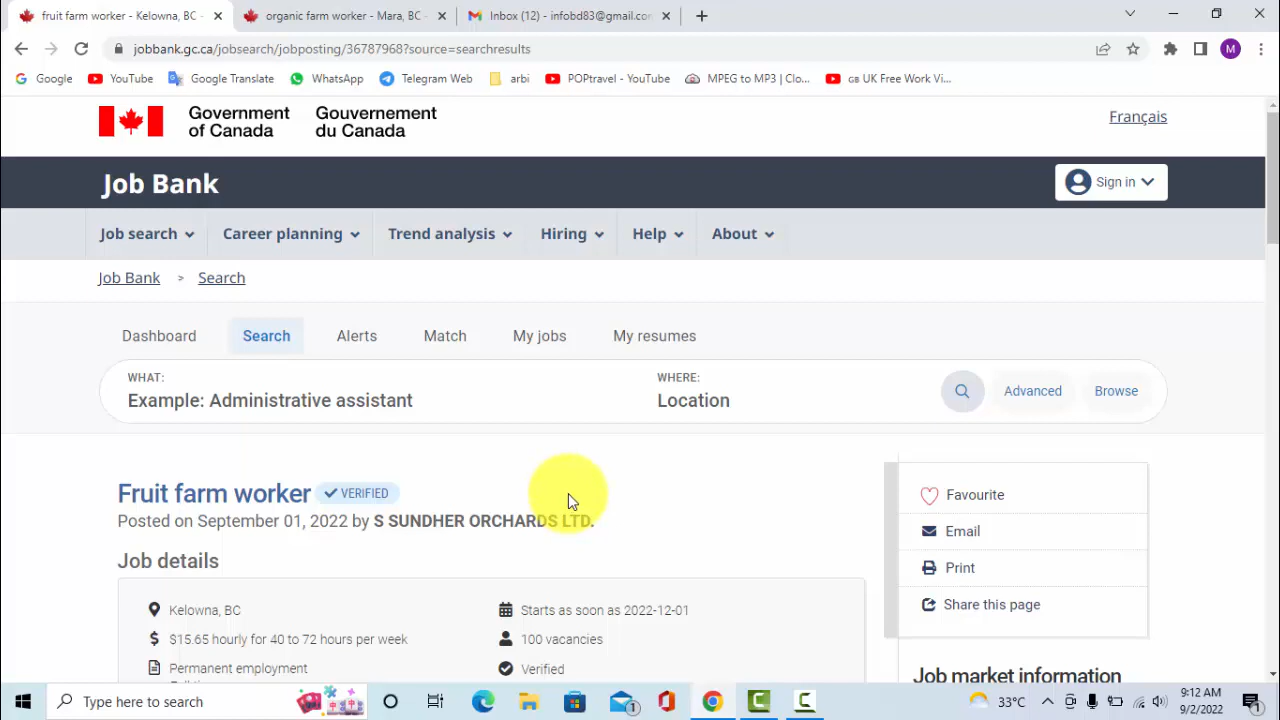 fruit farm worker - Kelowna, BC -
organic farm worker - Mara, BC -
Inbox (12) - infobd83@gmail.com
jobbank.gc.ca/jobsearch/jobposting/36787968?source=searchresults
M
Google
YouTube
Google Translate
WhatsApp
Telegram Web
arbi
POPtravel - YouTube
MPEG to MP3 | Clo...
GB UK Free Work Vi...
Government of Canada
Gouvernement du Canada
Français
Job Bank
Sign in
Job search
Career planning
Trend analysis
Hiring
Help
About
Job Bank > Search
Dashboard
Search
Alerts
Match
My jobs
My resumes
WHAT:
Example: Administrative assistant
WHERE:
Location
Advanced
Browse
Fruit farm worker VERIFIED
Posted on September 01, 2022 by S SUNDHER ORCHARDS LTD.
Job details
Kelowna, BC
$15.65 hourly for 40 to 72 hours per week
Permanent employment
Starts as soon as 2022-12-01
100 vacancies
Verified
Favourite
Email
Print
Share this page
Job market information
Type here to search
1
33°C
9:12 AM
9/2/2022
1